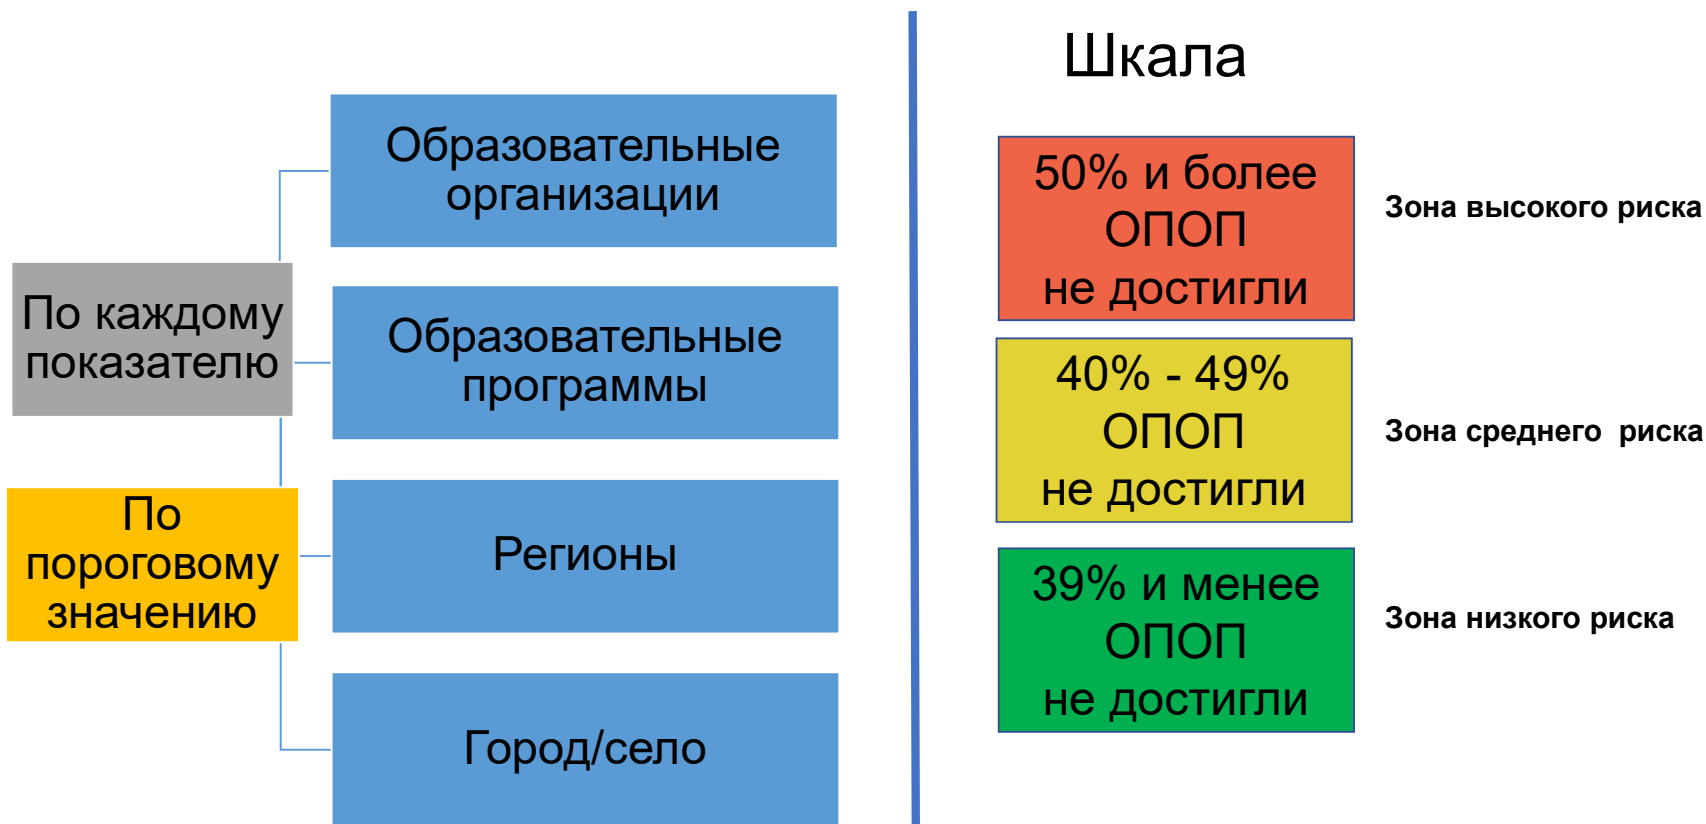 По каждому
показателю
По
пороговому
значению
Образовательные
организации
Образовательные
программы
Регионы
Город/село
Шкала
50% и более
ОПОП
не достигли
Зона высокого риска
40% - 49%
ОПОП
не достигли
Зона среднего  риска
39% и менее
ОПОП
не достигли
Зона низкого риска